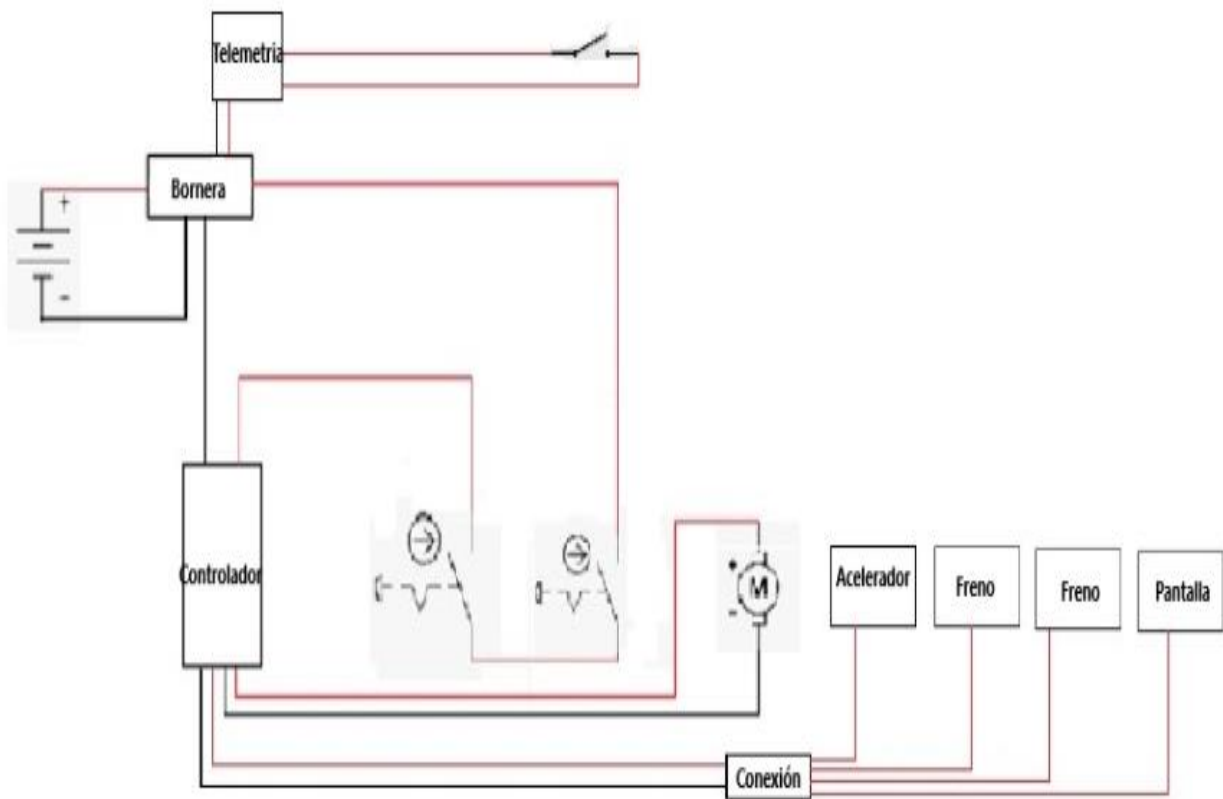 Telemetria
Bornera
+
-
Controlador
+
M
-
Acelerador
Freno
Freno
Pantalla
Conexión